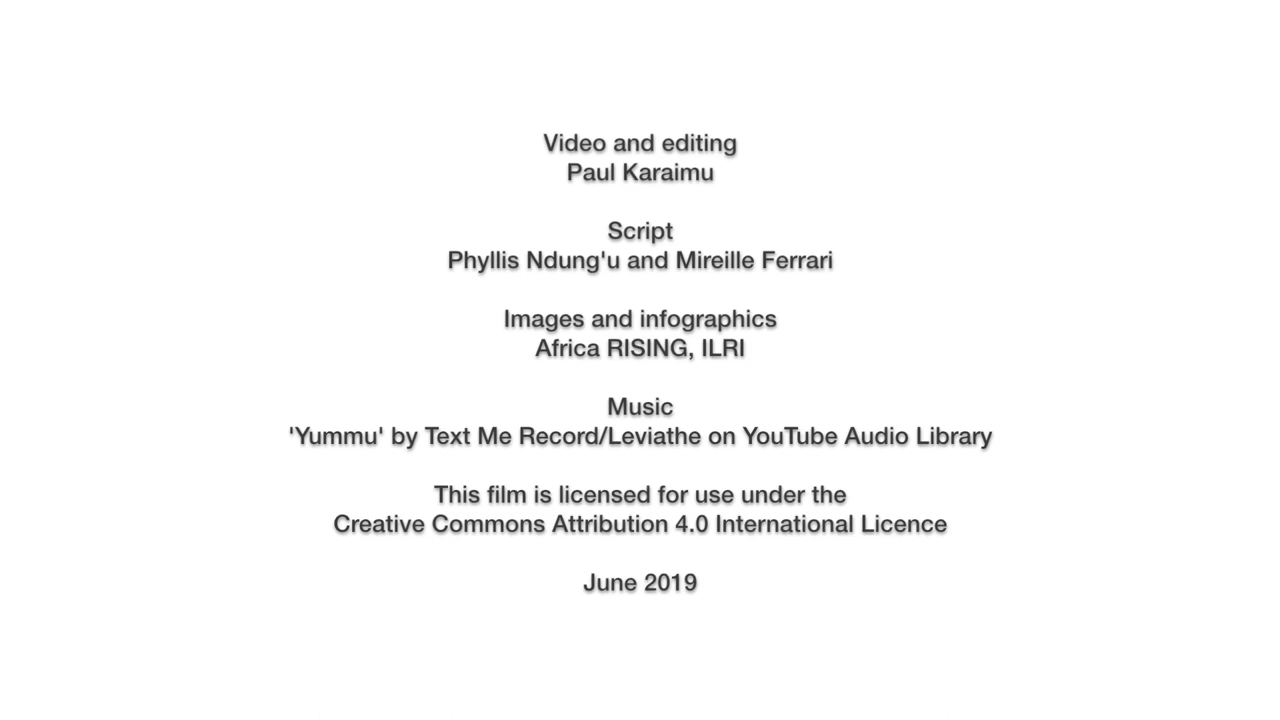 Video and editing
Paul Karaimu
Script
Phyllis Ndung'u and Mireille Ferrari
Images and infographics
Africa RISING, ILRI
Music
'Yummu' by Text Me Record/Leviathe on YouTube Audio Library
This film is licensed for use under the
Creative Commons Attribution 4.0 International Licence
June 2019